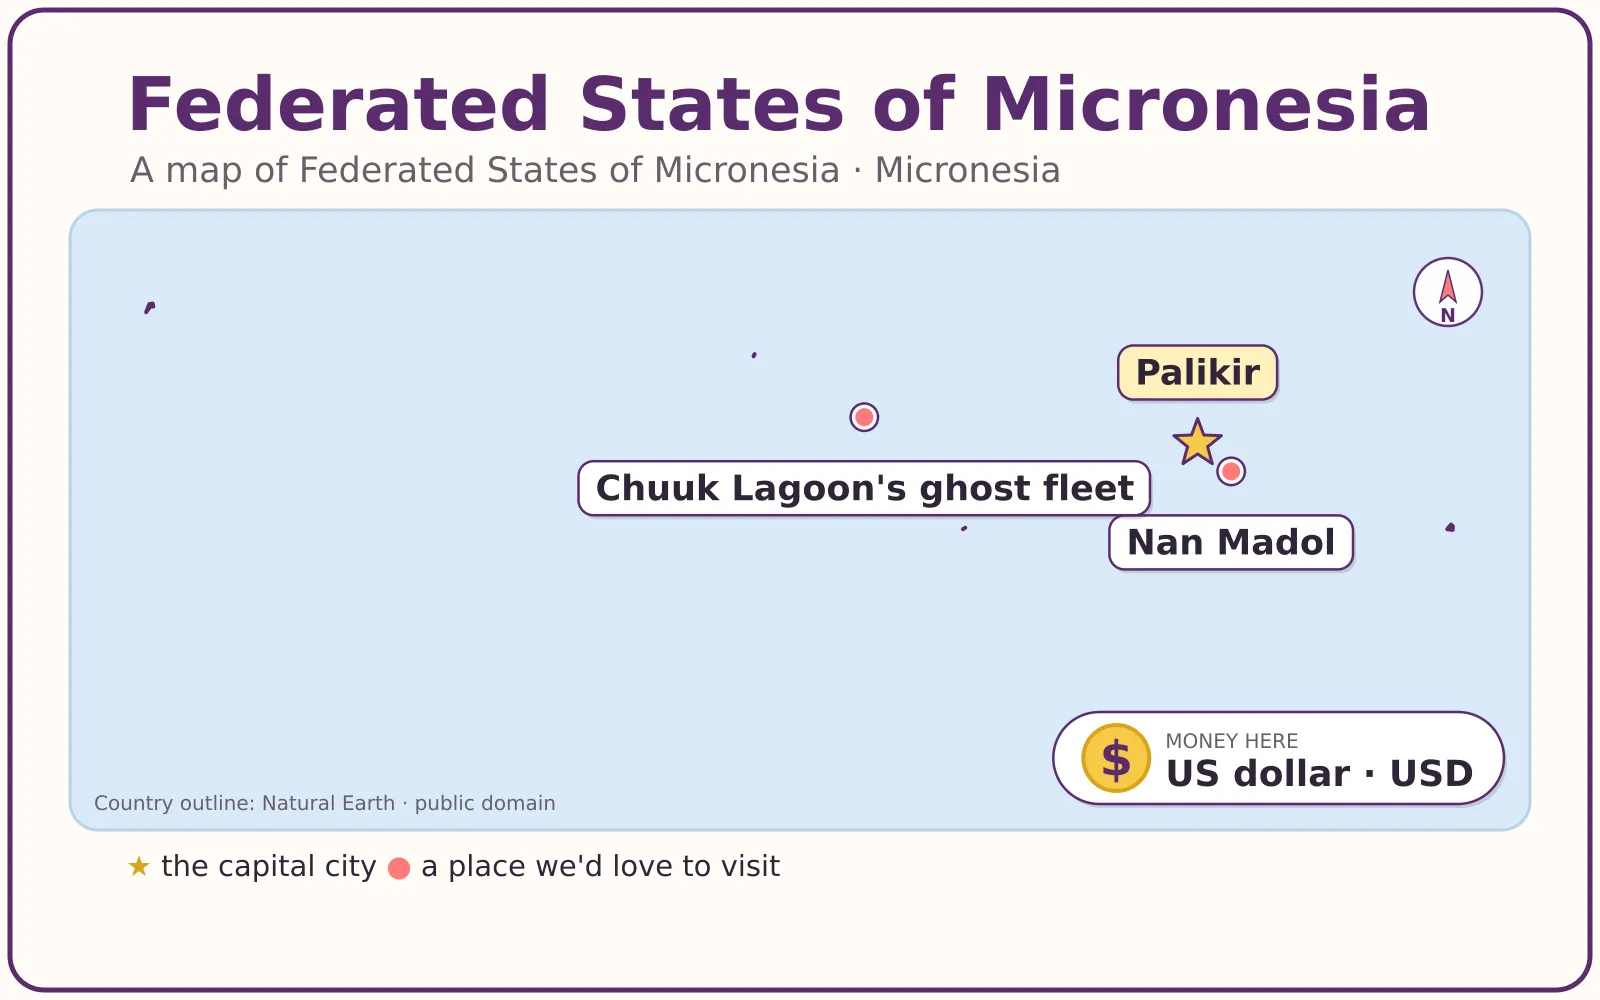 Federated States of Micronesia
A map of Federated States of Micronesia · Micronesia
N
Palikir
Chuuk Lagoon's ghost fleet
Nan Madol
$
MONEY HERE
US dollar · USD
Country outline: Natural Earth · public domain
★ the capital city ● a place we'd love to visit